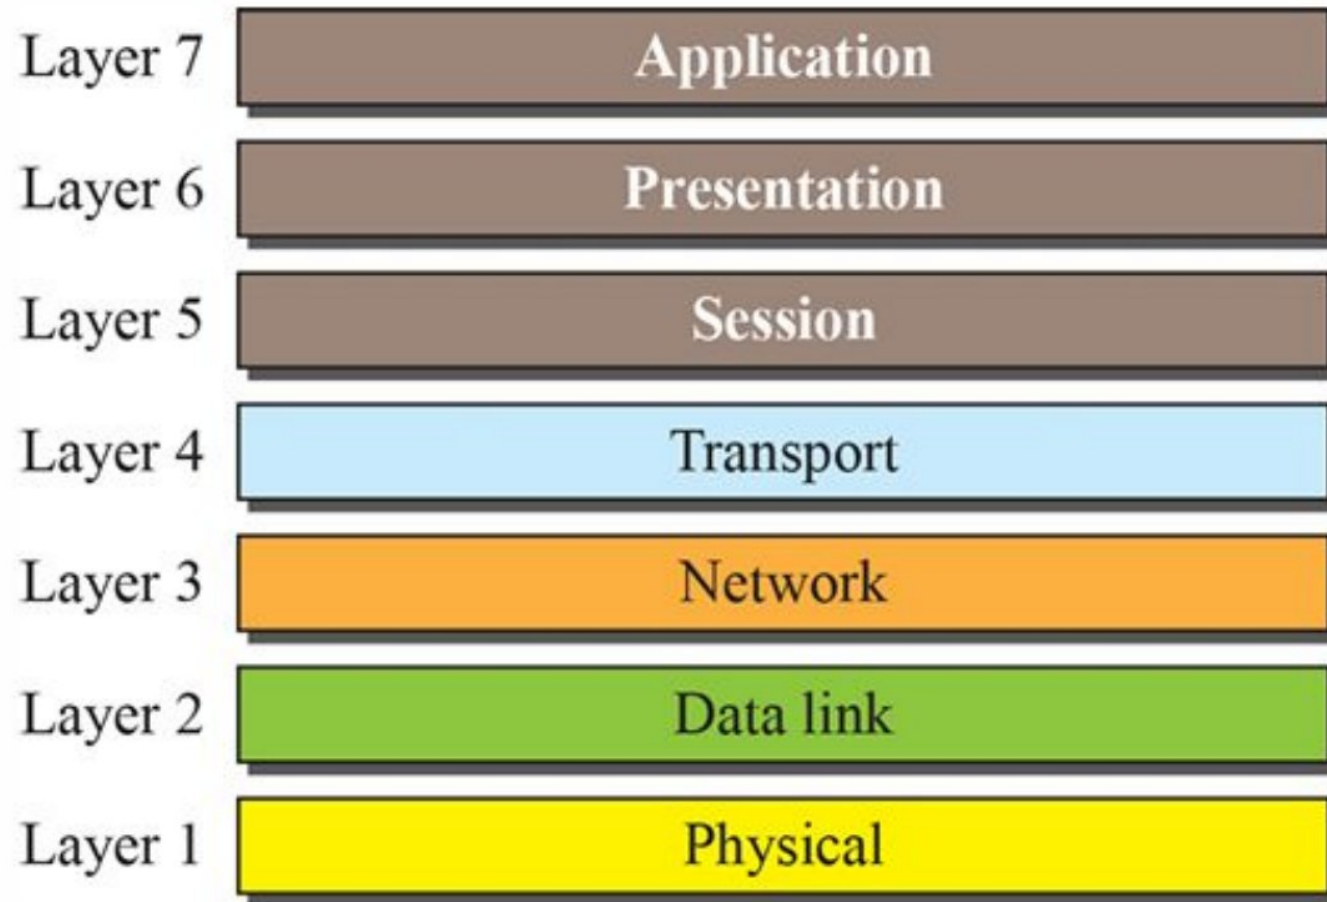 Layer 7 Application
Layer 6 Presentation
Layer 5 Session
Layer 4 Transport
Layer 3 Network
Layer 2 Data link
Layer 1 Physical